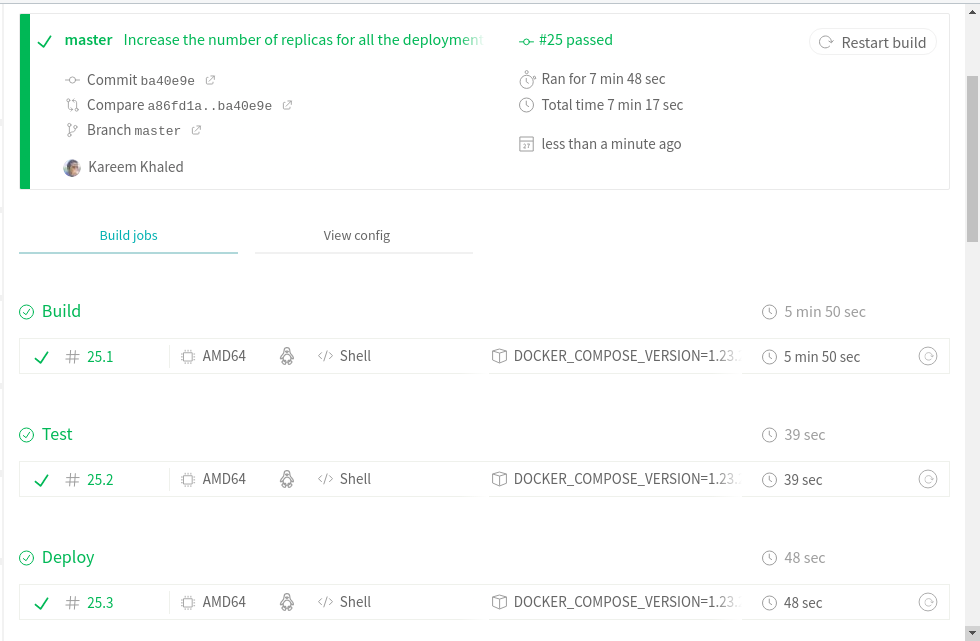 master Increase the number of replicas for all the deployment
#25 passed
Restart build
Commit ba40e9e
Ran for 7 min 48 sec
Compare a86fd1a..ba40e9e
Total time 7 min 17 sec
Branch master
27 less than a minute ago
Kareem Khaled
Build jobs
View config
Build
5 min 50 sec
# 25.1 AMD64 </> Shell DOCKER_COMPOSE_VERSION=1.23. 5 min 50 sec
Test
39 sec
# 25.2 AMD64 </> Shell DOCKER_COMPOSE_VERSION=1.23. 39 sec
Deploy
48 sec
# 25.3 AMD64 </> Shell DOCKER_COMPOSE_VERSION=1.23. 48 sec